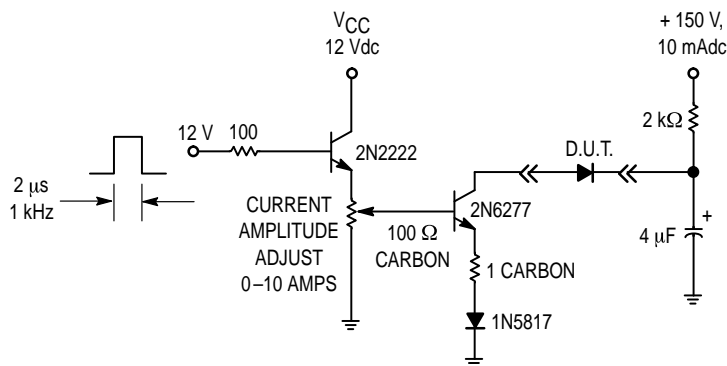 VCC
12 Vdc
+ 150 V,
10 mAdc
12 V
100
2N2222
2 kΩ
D.U.T.
2 µs
1 kHz
CURRENT
AMPLITUDE
ADJUST
0–10 AMPS
100 Ω
CARBON
2N6277
+
4 µF
1 CARBON
1N5817